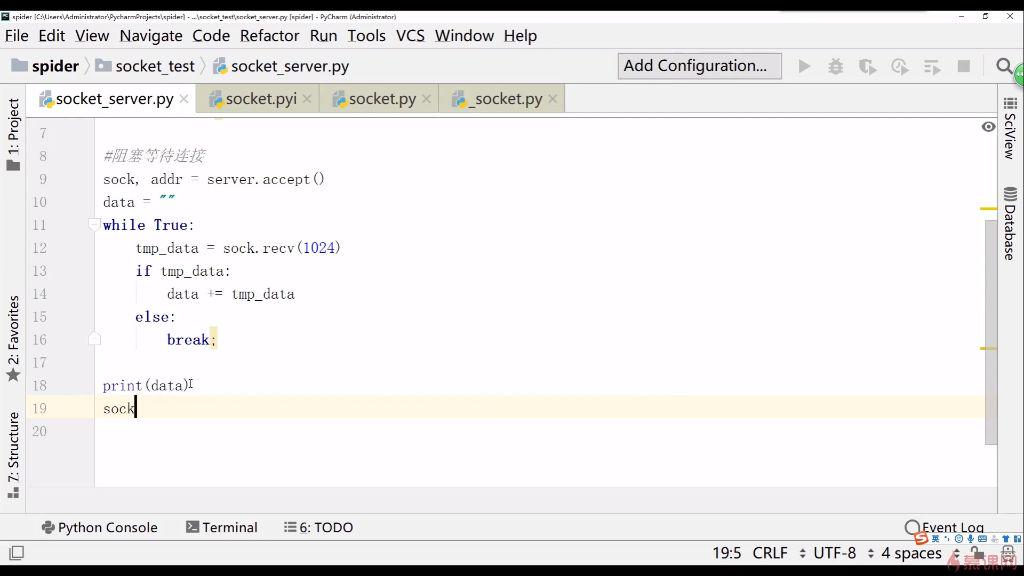 spider [C:\Users\Administrator\PycharmProjects\spider] - ...\socket_test\socket_server.py [spider] - PyCharm (Administrator)
File Edit View Navigate Code Refactor Run Tools VCS Window Help
spider socket_test socket_server.py Add Configuration...
socket_server.py socket.pyi socket.py _socket.py
1: Project
2: Favorites
7: Structure
SciView
Database
7
8 #阻塞等待连接
9 sock, addr = server.accept()
10 data = ""
11 while True:
12 tmp_data = sock.recv(1024)
13 if tmp_data:
14 data += tmp_data
15 else:
16 break;
17
18 print(data)
19 sock
20
Python Console Terminal 6: TODO Event Log
英
19:5 CRLF UTF-8 4 spaces
慕课网